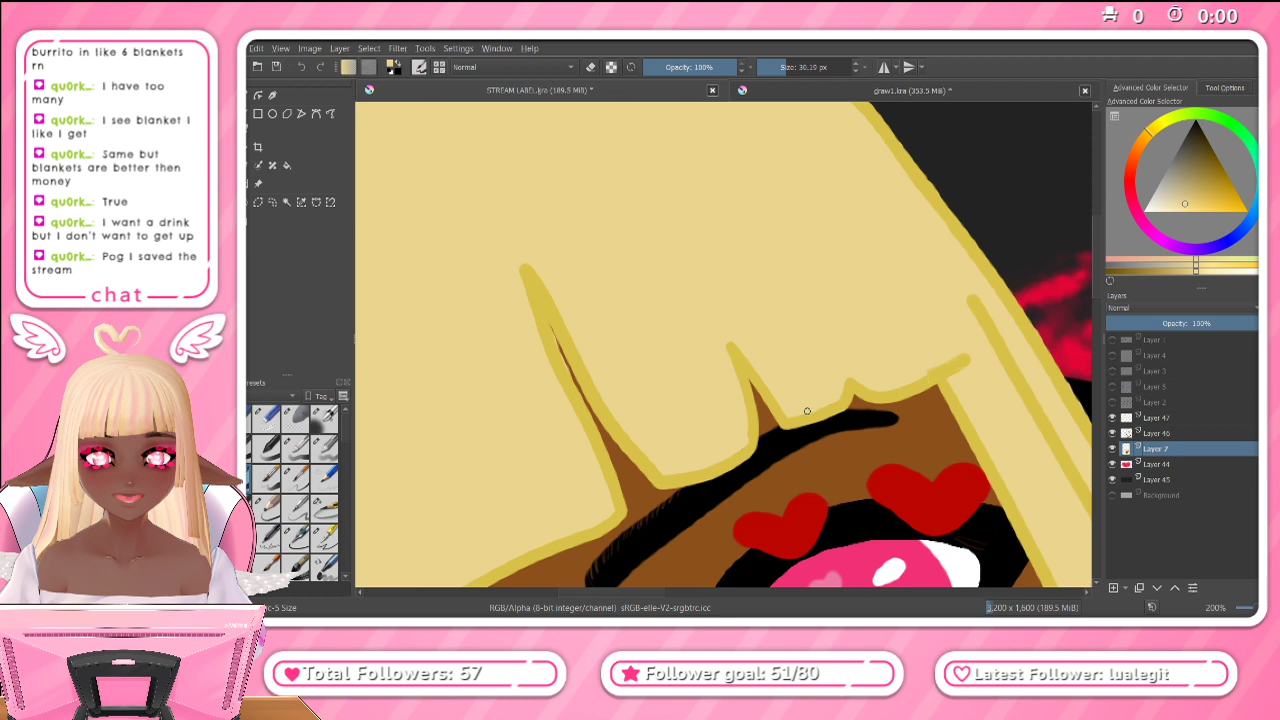 0 0:00
burrito in like 6 blankets
rn
qu0rk_: I have too
many
qu0rk_: I see blanket I
like I get
qu0rk_: Same but
blankets are better then
money
qu0rk_: True
qu0rk_: I want a drink
but I don't want to get up
qu0rk_: Pog I saved the
stream
chat
Edit View Image Layer Select Filter Tools Settings Window Help
Normal Opacity: 100% Size: 30.19 px
STREAM LABEL.kra (189.5 MiB) * draw1.kra (353.5 MiB) *
Advanced Color Selector Tool Options
Advanced Color Selector
Layers
Normal
Opacity: 100%
Layer 1
Layer 4
Layer 3
Layer 5
Layer 2
Layer 47
Layer 46
Layer 7
Layer 44
Layer 45
Background
resets
Tag
ic-5 Size RGB/Alpha (8-bit integer/channel) sRGB-elle-V2-srgbtrc.icc 3,200 x 1,600 (189.5 MiB) 200%
Total Followers: 57 Follower goal: 51/80 Latest Follower: lualegit